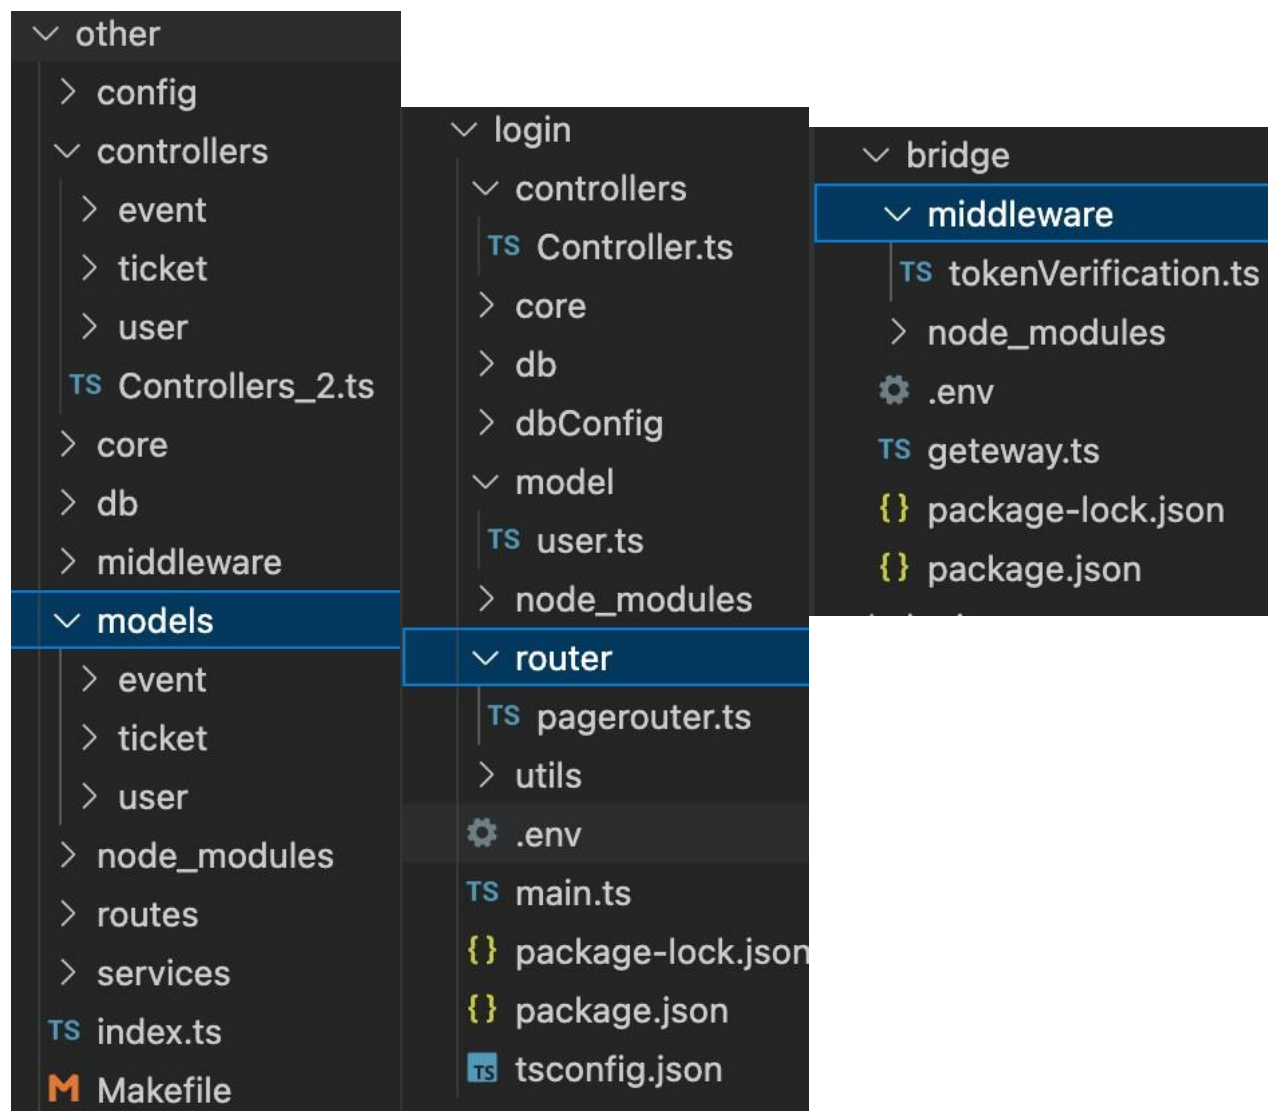 other
config
controllers
event
ticket
user
TS Controllers_2.ts
core
db
middleware
models
event
ticket
user
node_modules
routes
services
TS index.ts
M Makefile
login
controllers
TS Controller.ts
core
db
dbConfig
model
TS user.ts
node_modules
router
TS pagerouter.ts
utils
.env
TS main.ts
{} package-lock.json
{} package.json
TS tsconfig.json
bridge
middleware
TS tokenVerification.ts
node_modules
.env
TS geteway.ts
{} package-lock.json
{} package.json